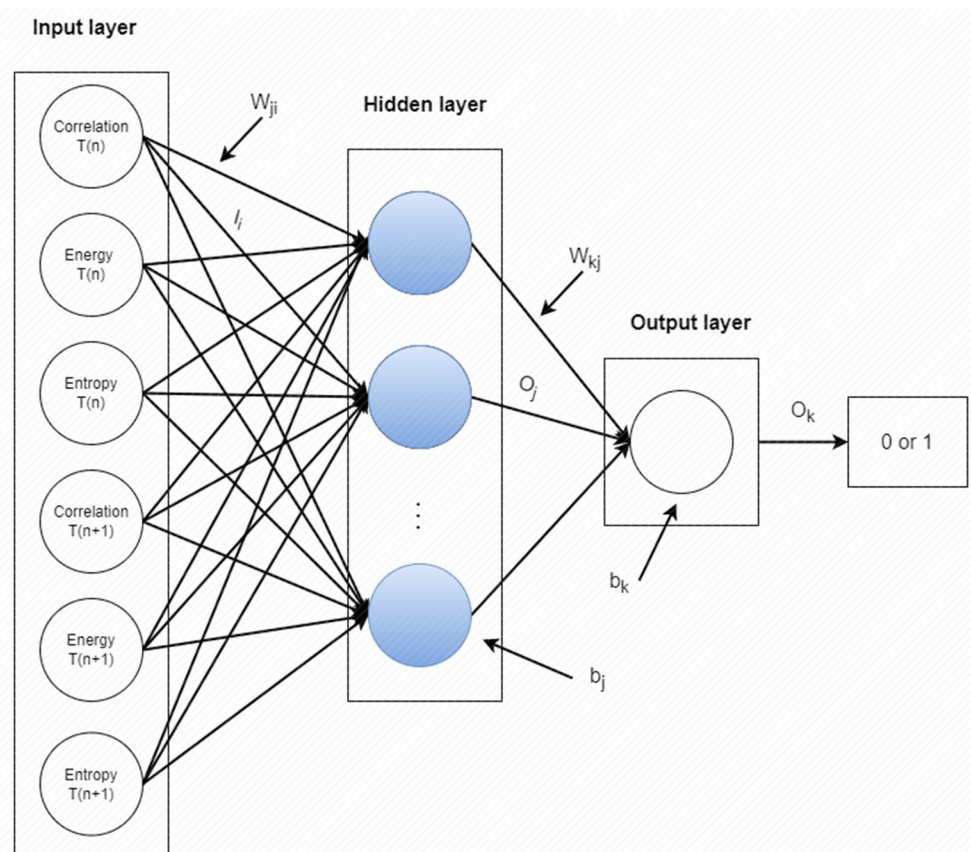 Input layer
Correlation
T(n)
Energy
T(n)
Entropy
T(n)
Correlation
T(n+1)
Energy
T(n+1)
Entropy
T(n+1)
Wji
Ii
Hidden layer
⋮
bj
Wkj
Oj
Output layer
bk
Ok
0 or 1